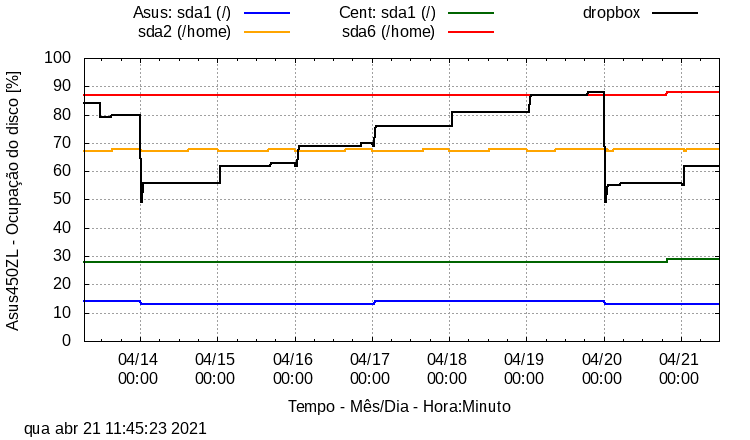 Asus: sda1 (/) Cent: sda1 (/) dropbox
sda2 (/home) sda6 (/home)
Asus450ZL - Ocupação do disco [%]
100
90
80
70
60
50
40
30
20
10
0
04/14 04/15 04/16 04/17 04/18 04/19 04/20 04/21
00:00 00:00 00:00 00:00 00:00 00:00 00:00 00:00
Tempo - Mês/Dia - Hora:Minuto
qua abr 21 11:45:23 2021